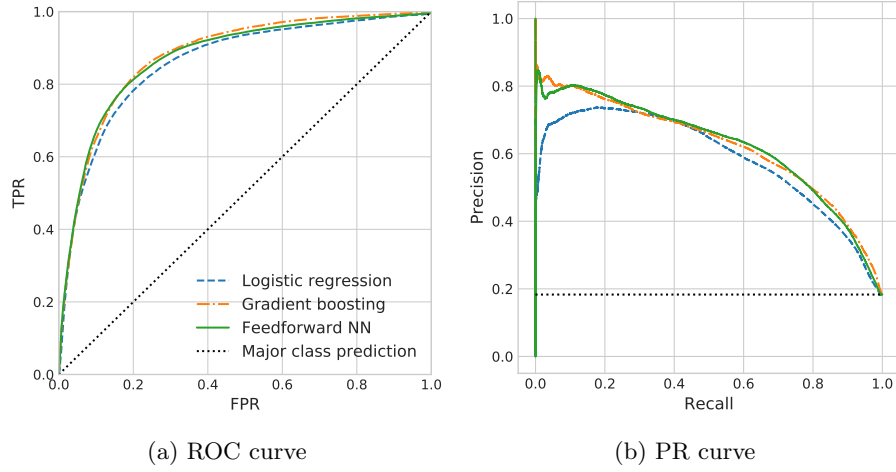 1.0
0.8
0.6
0.4
0.2
0.0
TPR
0.0 0.2 0.4 0.6 0.8 1.0
FPR
Logistic regression
Gradient boosting
Feedforward NN
Major class prediction
(a) ROC curve
1.0
0.8
0.6
0.4
0.2
0.0
Precision
0.0 0.2 0.4 0.6 0.8 1.0
Recall
(b) PR curve